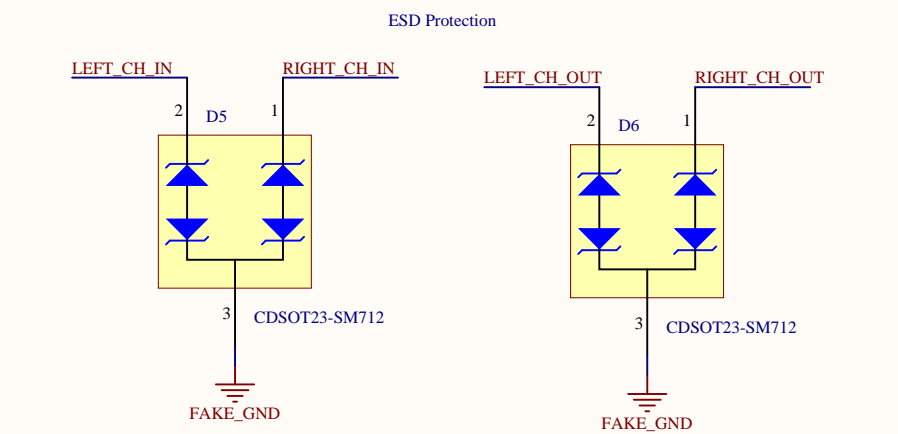 ESD Protection
LEFT_CH_IN
RIGHT_CH_IN
2
D5
1
3
CDSOT23-SM712
FAKE_GND
LEFT_CH_OUT
RIGHT_CH_OUT
2
D6
1
3
CDSOT23-SM712
FAKE_GND